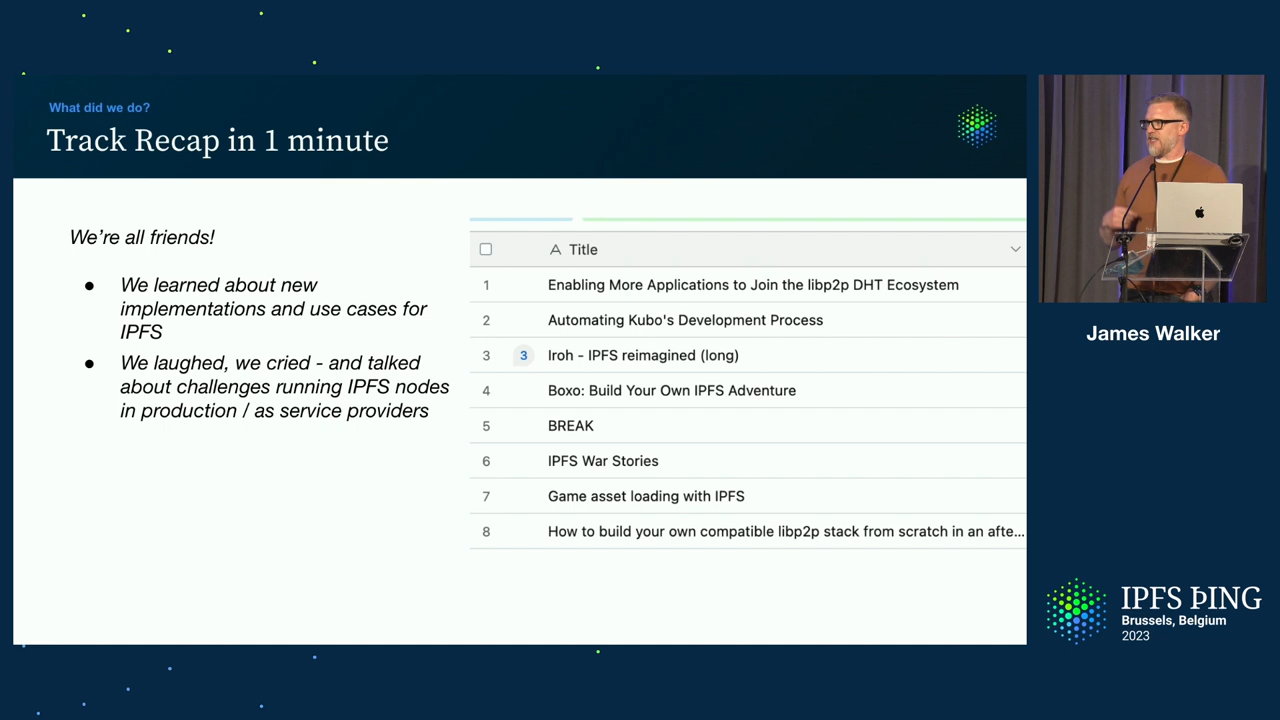 What did we do?
Track Recap in 1 minute
We're all friends!
● We learned about new
implementations and use cases for
IPFS
● We laughed, we cried - and talked
about challenges running IPFS nodes
in production / as service providers
A Title
1 Enabling More Applications to Join the libp2p DHT Ecosystem
2 Automating Kubo's Development Process
3 3 Iroh - IPFS reimagined (long)
4 Boxo: Build Your Own IPFS Adventure
5 BREAK
6 IPFS War Stories
7 Game asset loading with IPFS
8 How to build your own compatible libp2p stack from scratch in an afte...
James Walker
IPFS ÞING
Brussels, Belgium
2023